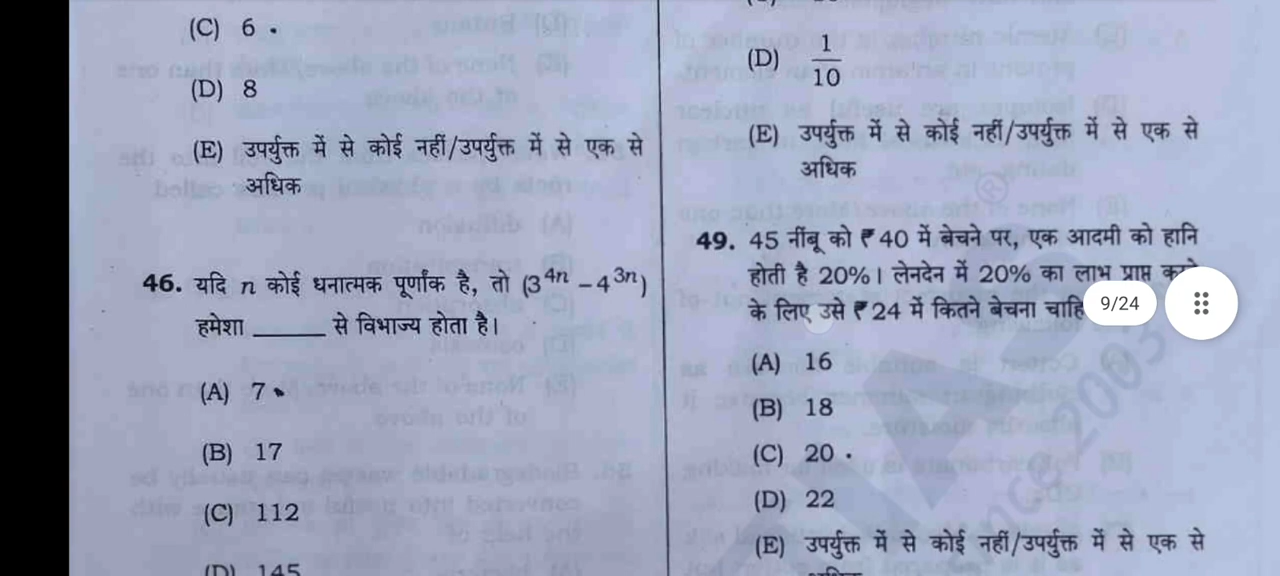 (C) 6
(D) 8
(E) उपर्युक्त में से कोई नहीं/उपर्युक्त में से एक से
अधिक
46. यदि n कोई धनात्मक पूर्णांक है, तो (3^{4n} – 4^{3n})
हमेशा ______ से विभाज्य होता है।
(A) 7
(B) 17
(C) 112
(D) 145
(D) 1/10
(E) उपर्युक्त में से कोई नहीं/उपर्युक्त में से एक से
अधिक
49. 45 नींबू को ₹ 40 में बेचने पर, एक आदमी को हानि
होती है 20%। लेनदेन में 20% का लाभ प्राप्त
के लिए उसे ₹ 24 में कितने बेचना
9/24
(A) 16
(B) 18
(C) 20
(D) 22
(E) उपर्युक्त में से कोई नहीं/उपर्युक्त में से एक से
अधिक
2003